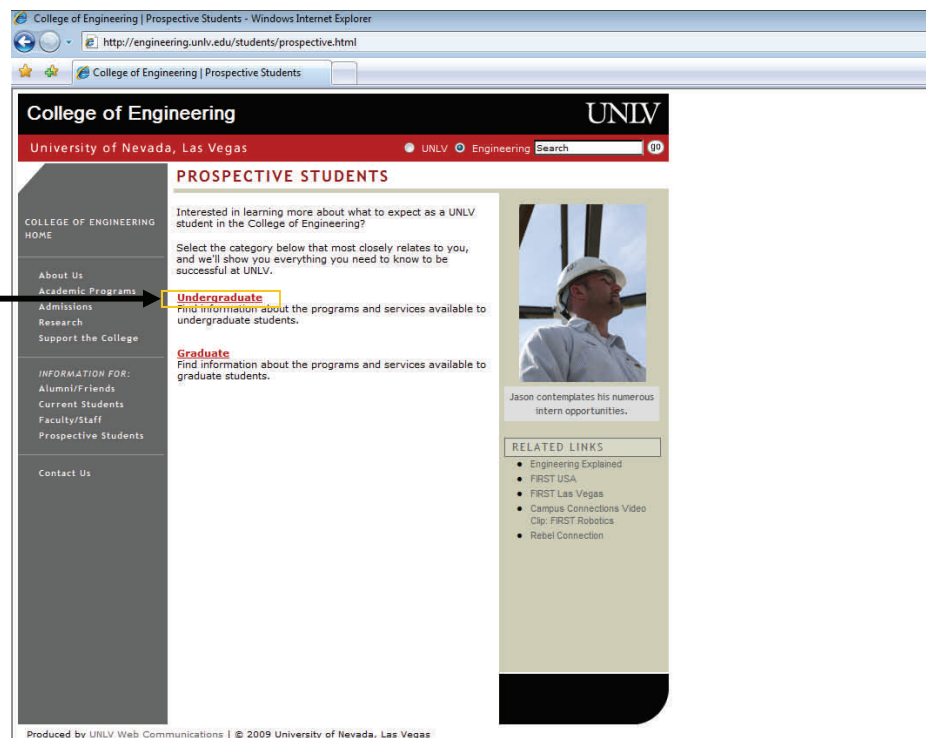 College of Engineering | Prospective Students - Windows Internet Explorer
http://engineering.unlv.edu/students/prospective.html
College of Engineering | Prospective Students
College of Engineering
UNLV
University of Nevada, Las Vegas
UNLV Engineering Search go
PROSPECTIVE STUDENTS
COLLEGE OF ENGINEERING
HOME
About Us
Academic Programs
Admissions
Research
Support the College
INFORMATION FOR:
Alumni/Friends
Current Students
Faculty/Staff
Prospective Students
Contact Us
Interested in learning more about what to expect as a UNLV
student in the College of Engineering?
Select the category below that most closely relates to you,
and we'll show you everything you need to know to be
successful at UNLV.
Undergraduate
Find information about the programs and services available to
undergraduate students.
Graduate
Find information about the programs and services available to
graduate students.
Jason contemplates his numerous
intern opportunities.
RELATED LINKS
Engineering Explained
FIRST USA
FIRST Las Vegas
Campus Connections Video
Clip: FIRST Robotics
Rebel Connection
Produced by UNLV Web Communications | © 2009 University of Nevada, Las Vegas